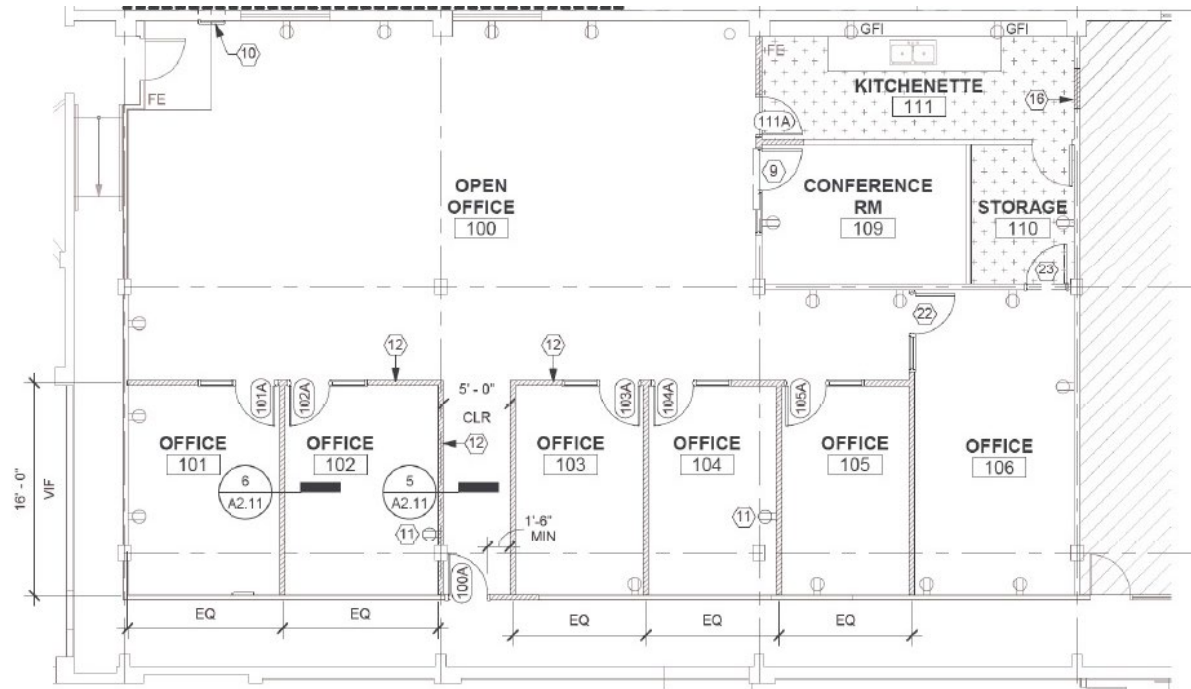 GFI
GFI
10
FE
KITCHENETTE
111
16
FE
111A
9
OPEN
OFFICE
100
CONFERENCE
RM
109
STORAGE
110
23
22
12
12
5' - 0"
CLR
101A
102A
103A
104A
105A
12
OFFICE
101
OFFICE
102
OFFICE
103
OFFICE
104
OFFICE
105
OFFICE
106
16' - 0"
VIF
6
A2.11
5
A2.11
11
1'-6"
MIN
11
100A
EQ
EQ
EQ
EQ
EQ